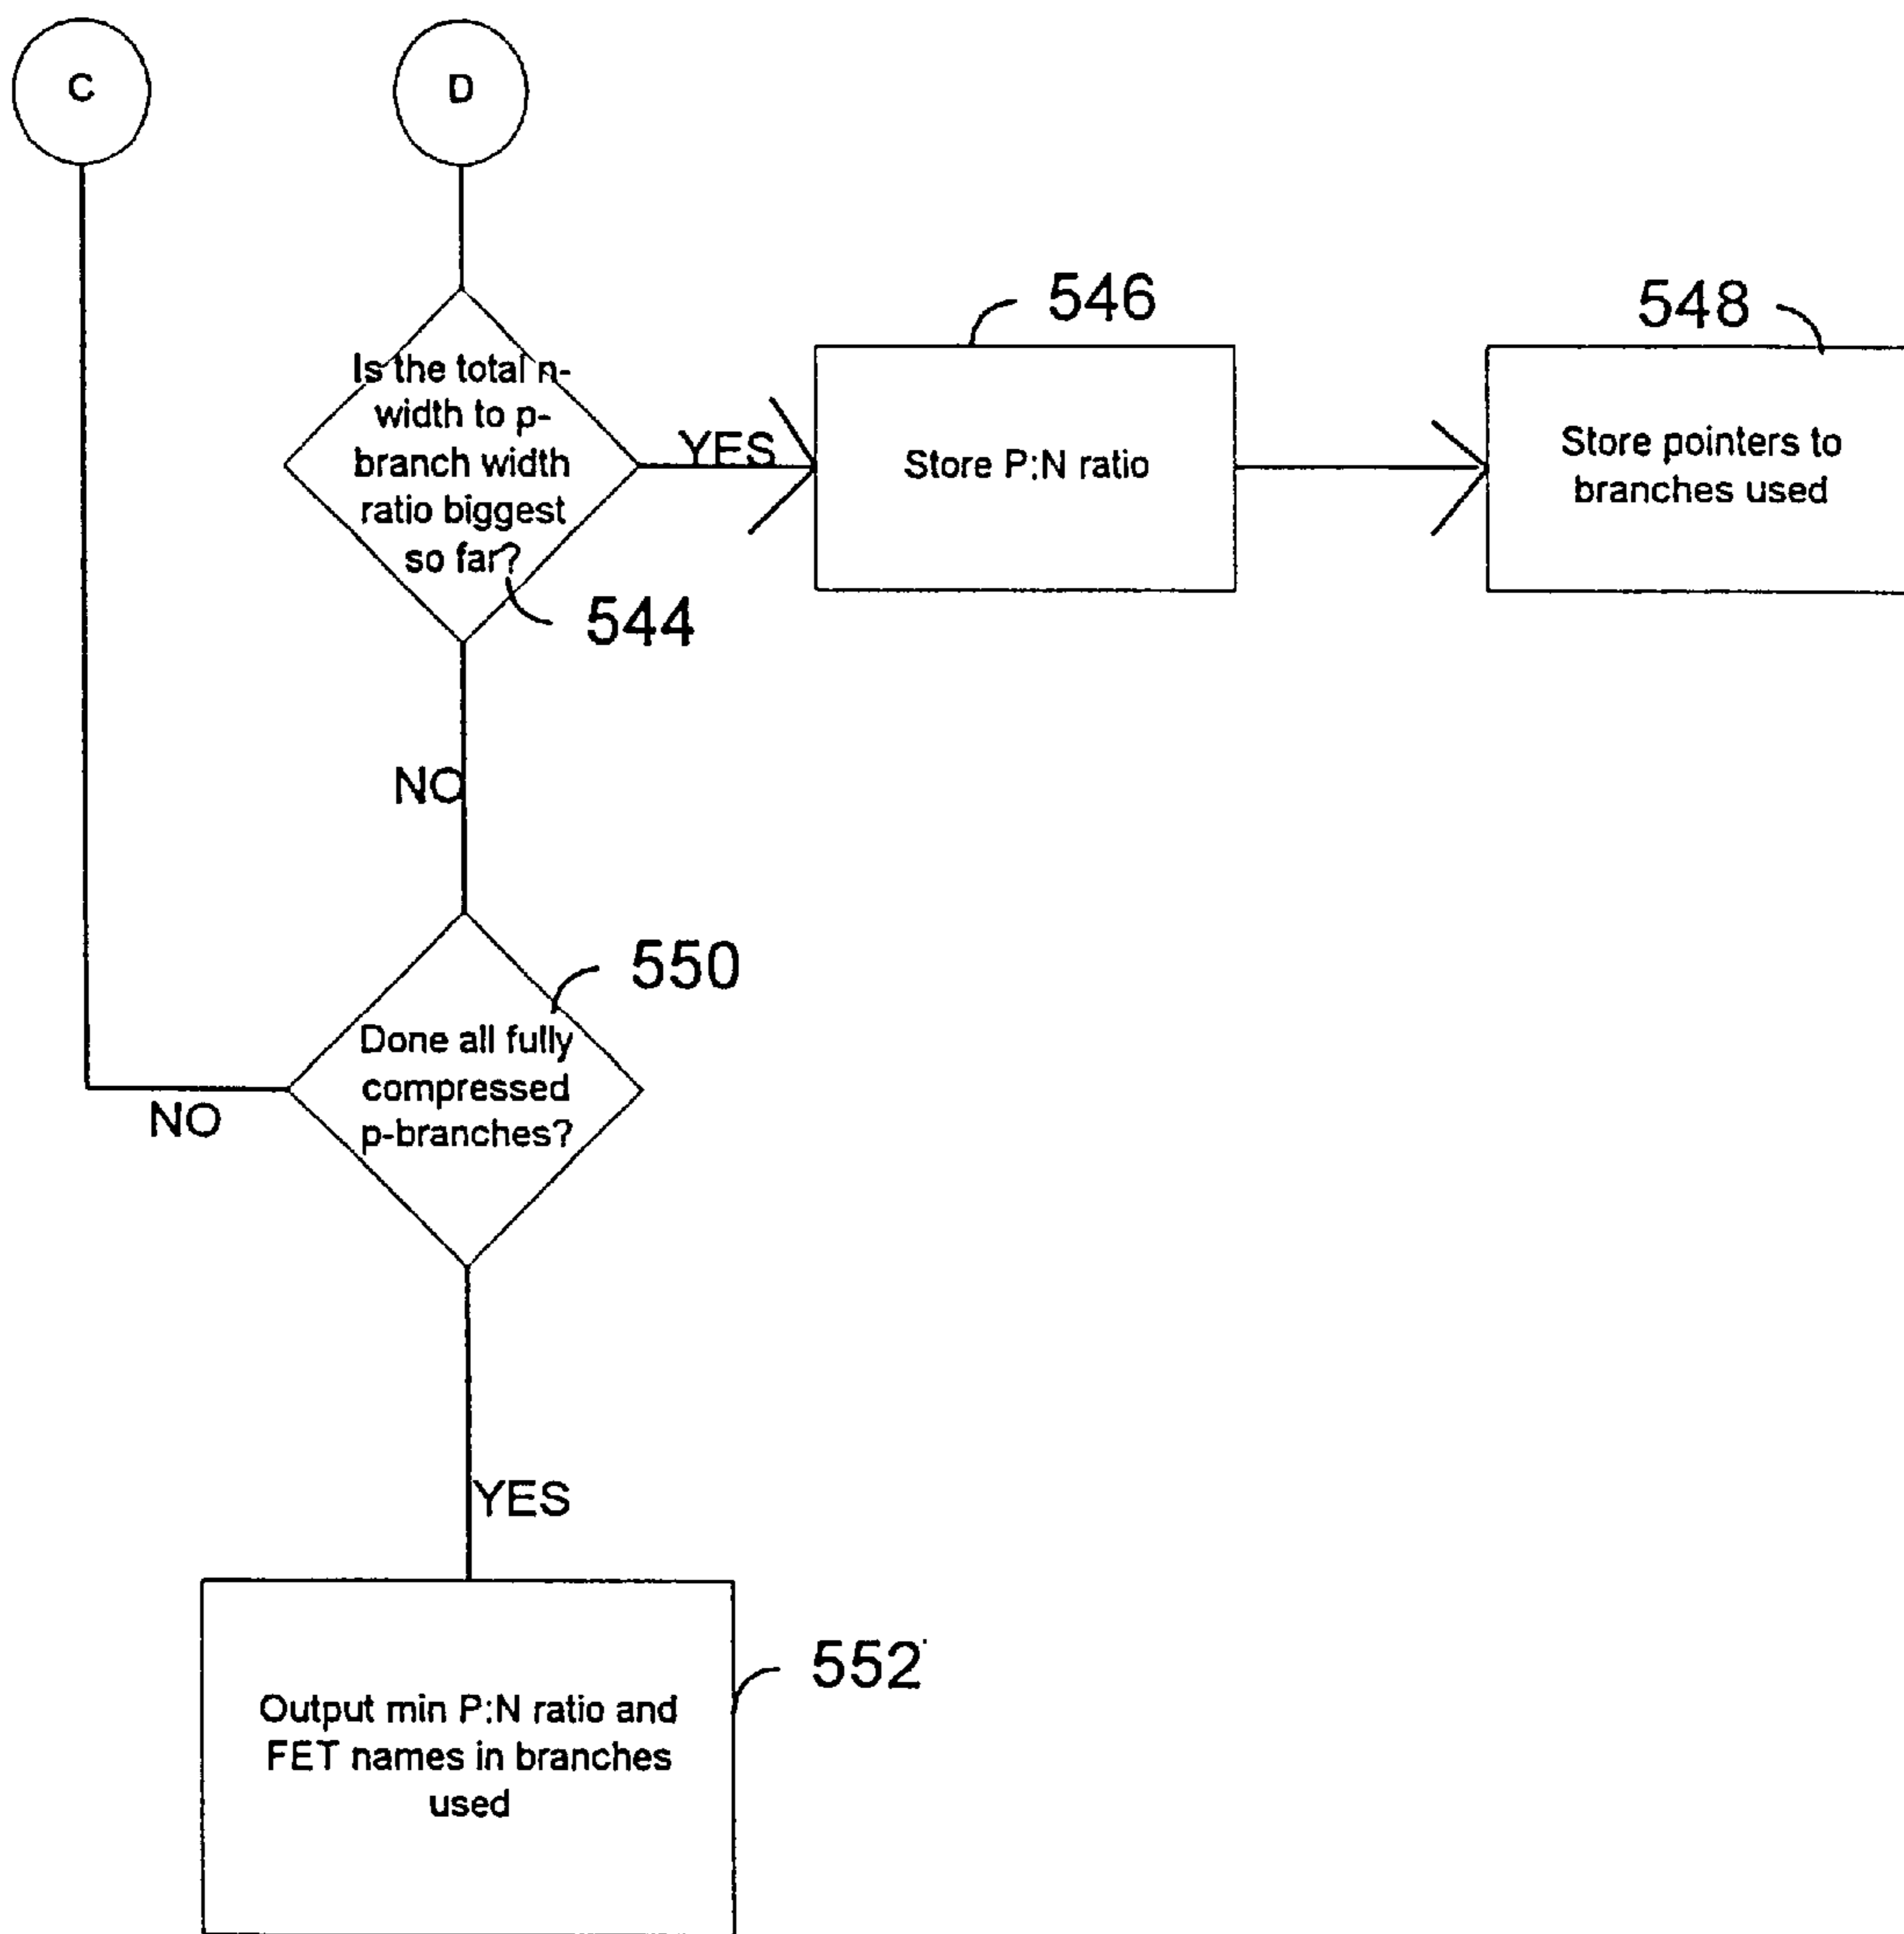 C
D
546
548
Is the total n-
width to p-
branch width
ratio biggest
so far?
YES
Store P:N ratio
Store pointers to
branches used
544
NO
550
Done all fully
compressed
p-branches?
NO
YES
552
Output min P:N ratio and
FET names in branches
used